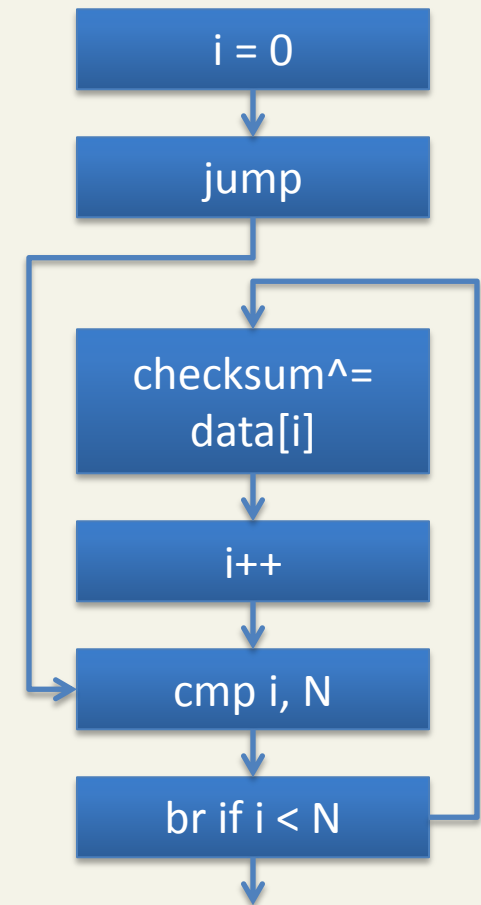 i = 0
jump
checksum^=
data[i]
i++
cmp i, N
br if i < N